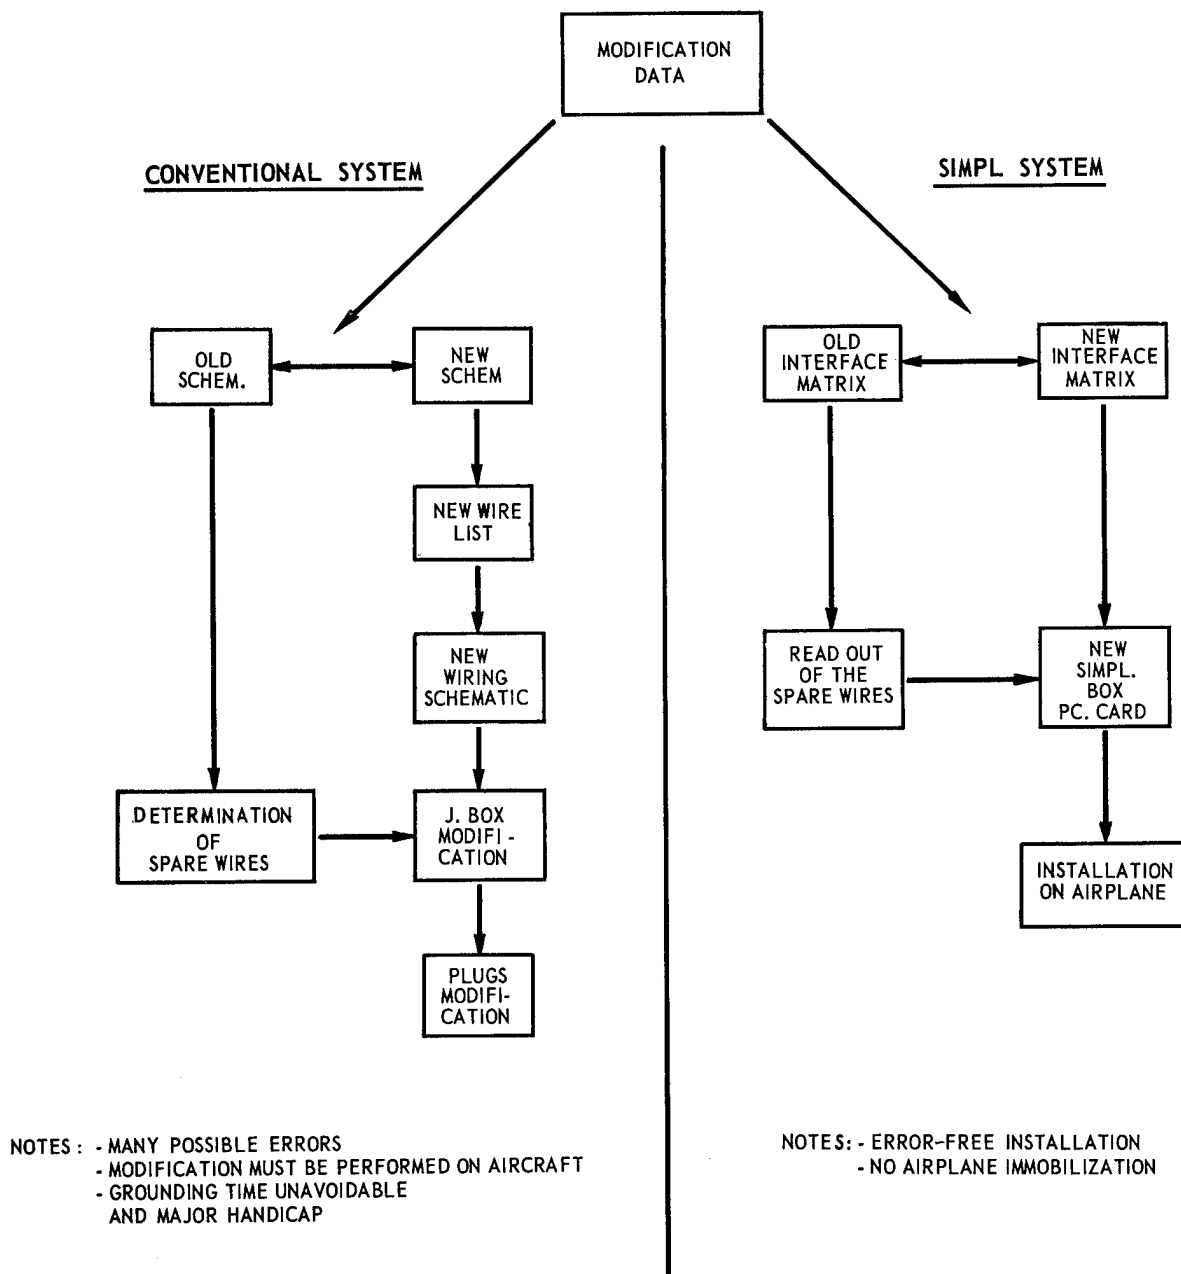 MODIFICATION
DATA
CONVENTIONAL SYSTEM
OLD
SCHEM.
NEW
SCHEM
NEW WIRE
LIST
NEW
WIRING
SCHEMATIC
DETERMINATION
OF
SPARE WIRES
J. BOX
MODIFI -
CATION
PLUGS
MODIFI-
CATION
NOTES : - MANY POSSIBLE ERRORS
- MODIFICATION MUST BE PERFORMED ON AIRCRAFT
- GROUNDING TIME UNAVOIDABLE
AND MAJOR HANDICAP
SIMPL SYSTEM
OLD
INTERFACE
MATRIX
NEW
INTERFACE
MATRIX
READ OUT
OF THE
SPARE WIRES
NEW
SIMPL.
BOX
PC. CARD
INSTALLATION
ON AIRPLANE
NOTES: - ERROR-FREE INSTALLATION
- NO AIRPLANE IMMOBILIZATION